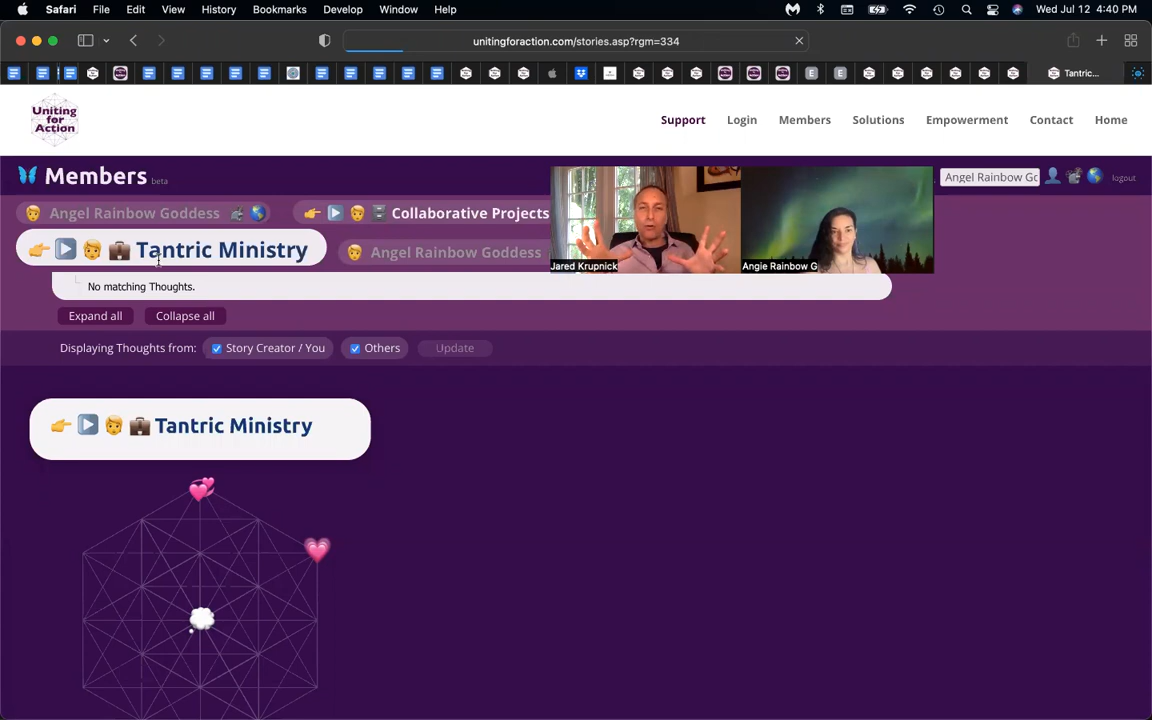 Safari File Edit View History Bookmarks Develop Window Help Wed Jul 12 4:40 PM
unitingforaction.com/stories.asp?rgm=334
E E Tantric...
Uniting
for
Action
Support Login Members Solutions Empowerment Contact Home
Members beta
Angel Rainbow Gc logout
Angel Rainbow Goddess Collaborative Projects
Tantric Ministry Angel Rainbow Goddess
Jared Krupnick Angie Rainbow G
No matching Thoughts.
Expand all Collapse all
Displaying Thoughts from: Story Creator / You Others Update
Tantric Ministry